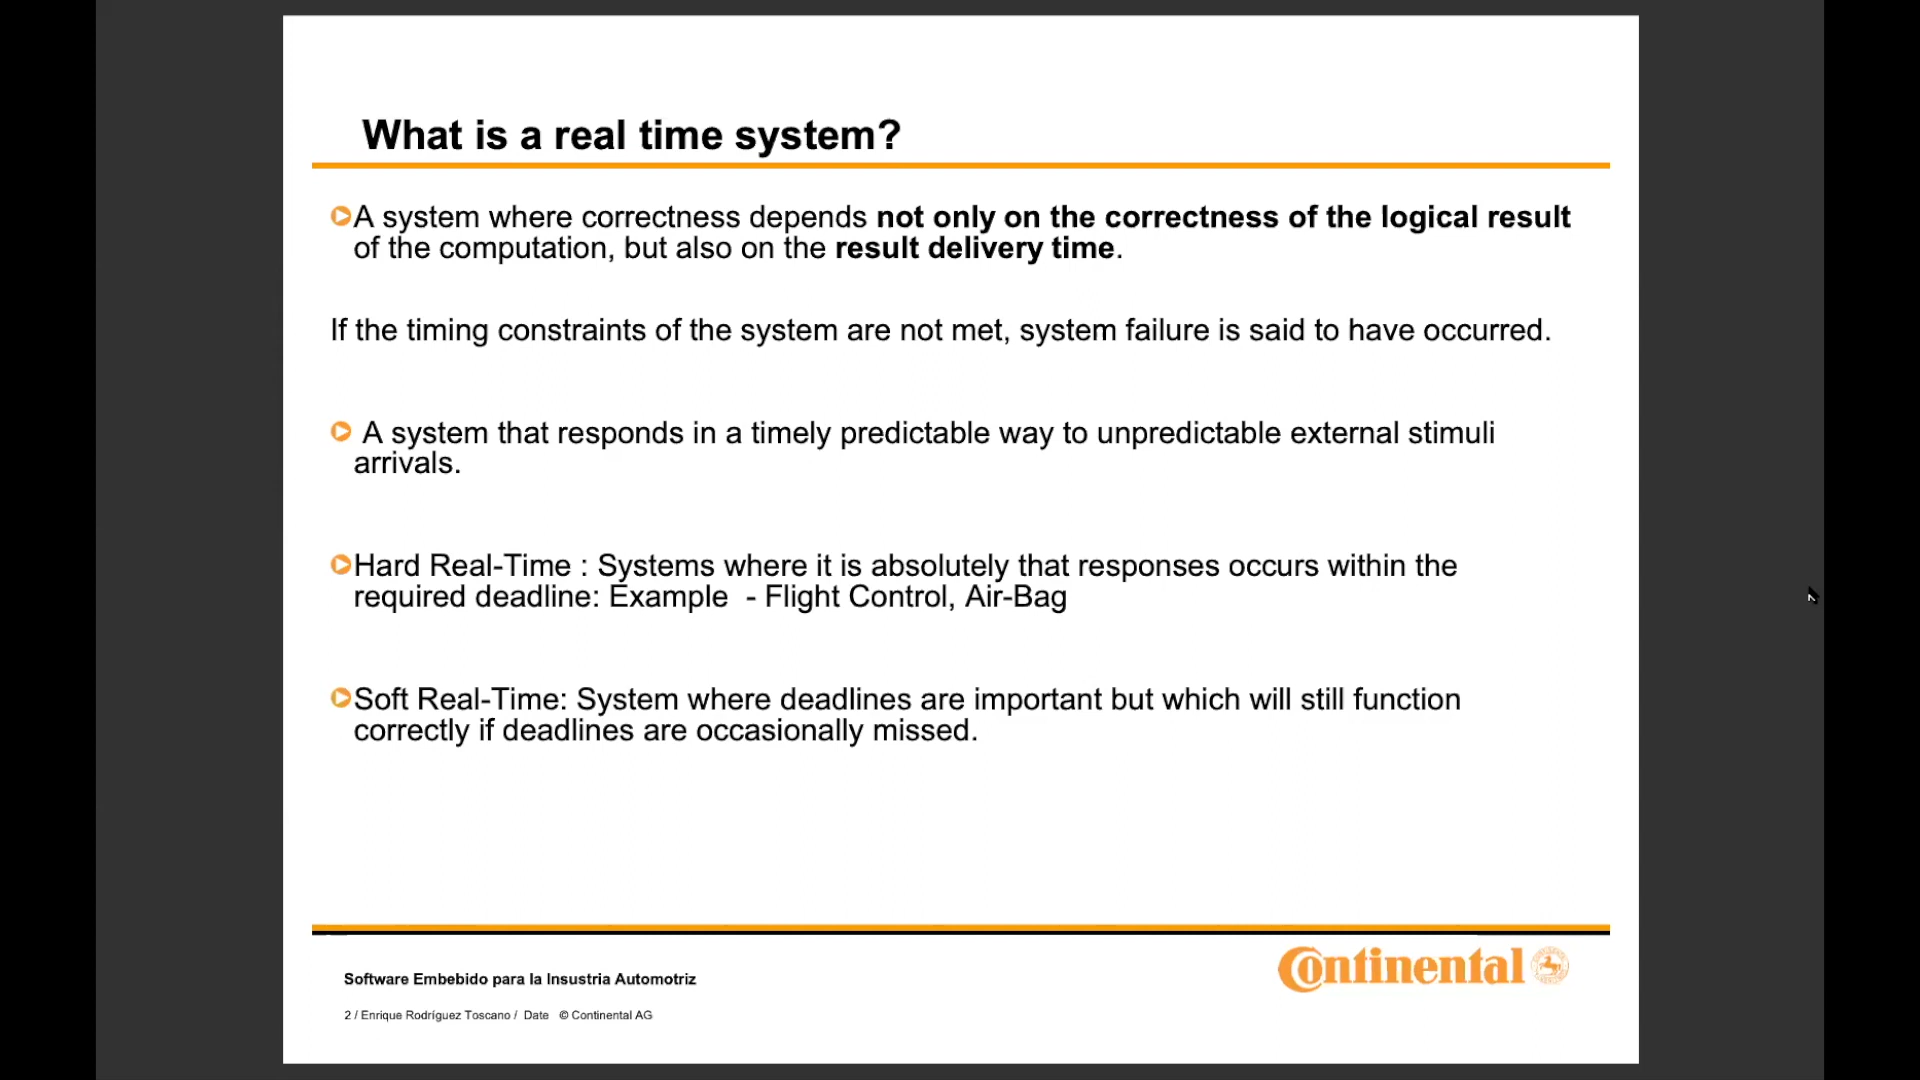 What is a real time system?
A system where correctness depends not only on the correctness of the logical result
of the computation, but also on the result delivery time.
If the timing constraints of the system are not met, system failure is said to have occurred.
A system that responds in a timely predictable way to unpredictable external stimuli
arrivals.
Hard Real-Time : Systems where it is absolutely that responses occurs within the
required deadline: Example - Flight Control, Air-Bag
Soft Real-Time: System where deadlines are important but which will still function
correctly if deadlines are occasionally missed.
Continental
Software Embebido para la Insustria Automotriz
2 / Enrique Rodríguez Toscano / Date © Continental AG